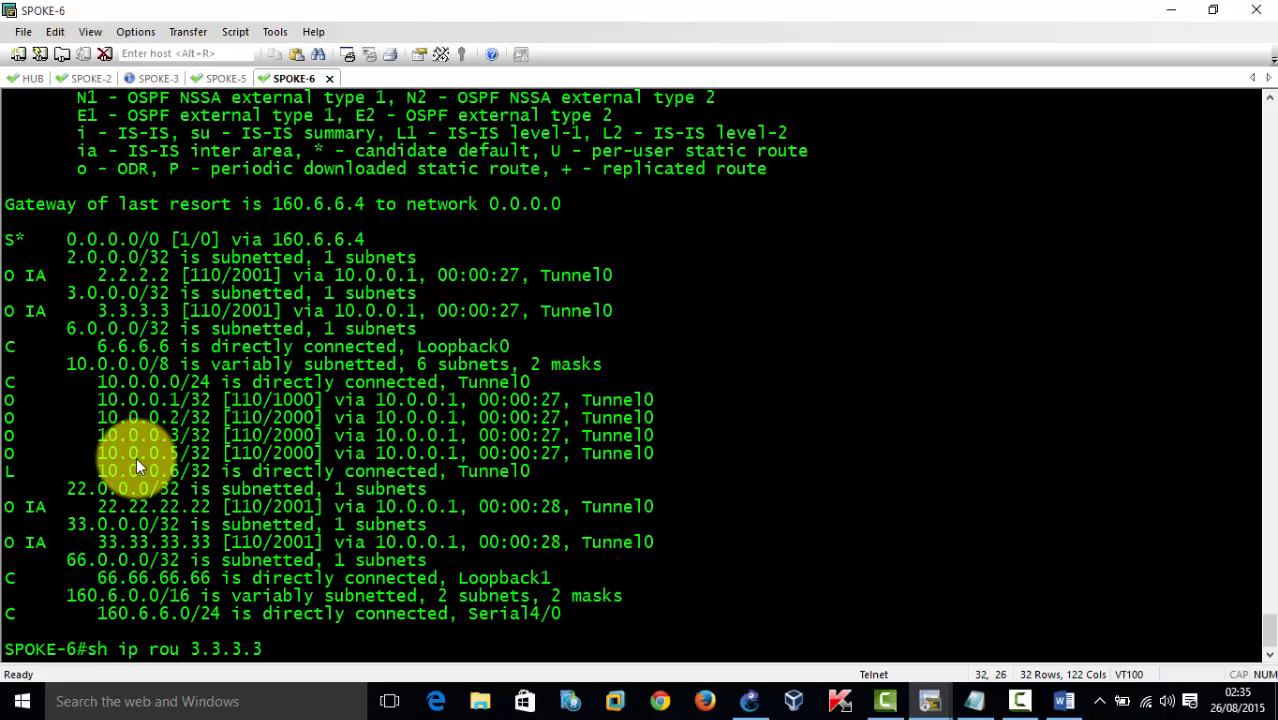 SPOKE-6
File Edit View Options Transfer Script Tools Help
Enter host <Alt+R>
HUB SPOKE-2 SPOKE-3 SPOKE-5 SPOKE-6
N1 - OSPF NSSA external type 1, N2 - OSPF NSSA external type 2
E1 - OSPF external type 1, E2 - OSPF external type 2
i - IS-IS, su - IS-IS summary, L1 - IS-IS level-1, L2 - IS-IS level-2
ia - IS-IS inter area, * - candidate default, U - per-user static route
o - ODR, P - periodic downloaded static route, + - replicated route
Gateway of last resort is 160.6.6.4 to network 0.0.0.0
S* 0.0.0.0/0 [1/0] via 160.6.6.4
2.0.0.0/32 is subnetted, 1 subnets
O IA 2.2.2.2 [110/2001] via 10.0.0.1, 00:00:27, Tunnel0
3.0.0.0/32 is subnetted, 1 subnets
O IA 3.3.3.3 [110/2001] via 10.0.0.1, 00:00:27, Tunnel0
6.0.0.0/32 is subnetted, 1 subnets
C 6.6.6.6 is directly connected, Loopback0
10.0.0.0/8 is variably subnetted, 6 subnets, 2 masks
C 10.0.0.0/24 is directly connected, Tunnel0
O 10.0.0.1/32 [110/1000] via 10.0.0.1, 00:00:27, Tunnel0
O 10.0.0.2/32 [110/2000] via 10.0.0.1, 00:00:27, Tunnel0
O 10.0.0.3/32 [110/2000] via 10.0.0.1, 00:00:27, Tunnel0
O 10.0.0.5/32 [110/2000] via 10.0.0.1, 00:00:27, Tunnel0
L 10.0.0.6/32 is directly connected, Tunnel0
22.0.0.0/32 is subnetted, 1 subnets
O IA 22.22.22.22 [110/2001] via 10.0.0.1, 00:00:28, Tunnel0
33.0.0.0/32 is subnetted, 1 subnets
O IA 33.33.33.33 [110/2001] via 10.0.0.1, 00:00:28, Tunnel0
66.0.0.0/32 is subnetted, 1 subnets
C 66.66.66.66 is directly connected, Loopback1
160.6.0.0/16 is variably subnetted, 2 subnets, 2 masks
C 160.6.6.0/24 is directly connected, Serial4/0
SPOKE-6#sh ip rou 3.3.3.3
Ready Telnet 32, 26 32 Rows, 122 Cols VT100 CAP NUM
Search the web and Windows
02:35
26/08/2015